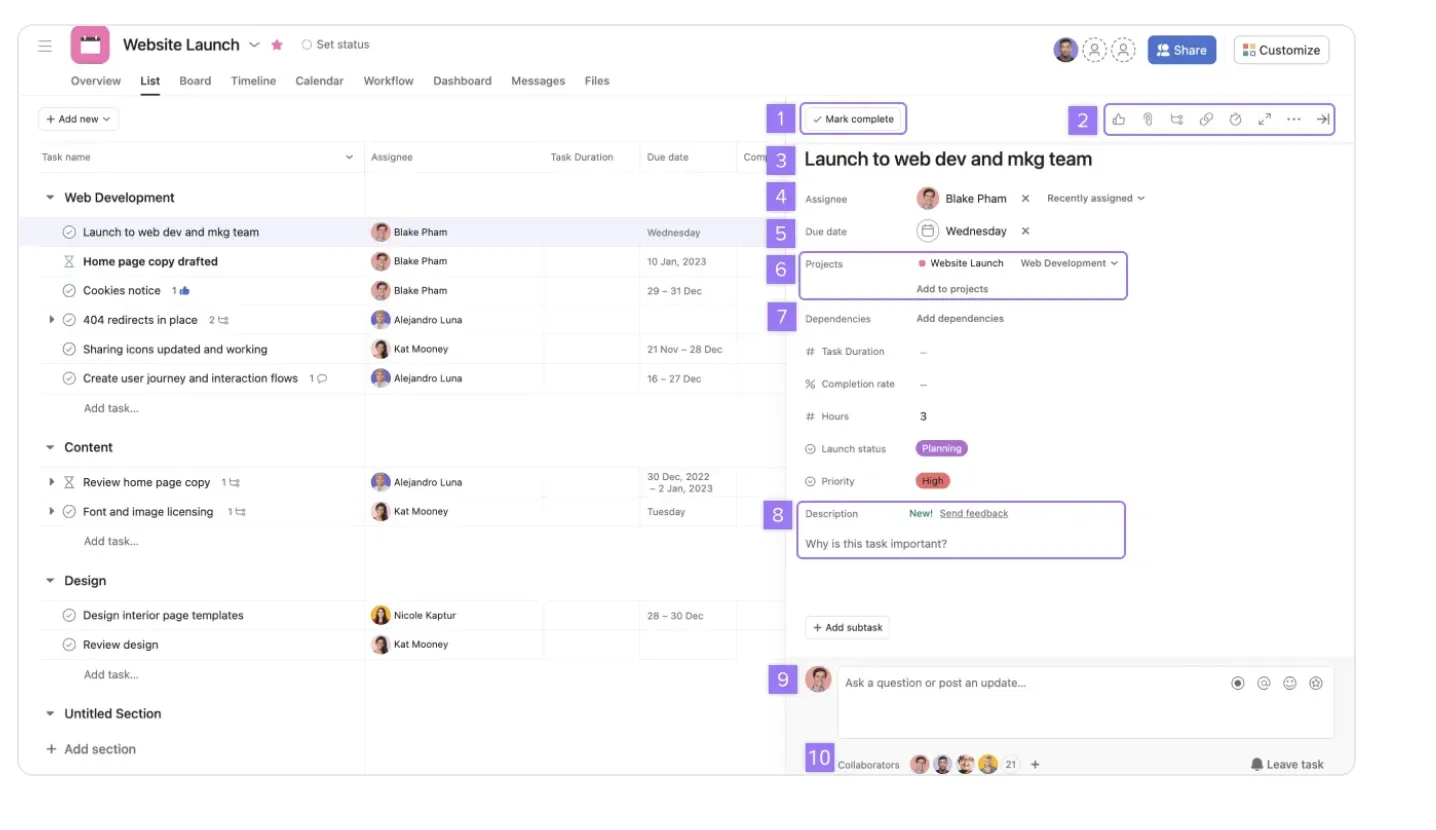 Website Launch
Set status
Share
Customize
Overview List Board Timeline Calendar Workflow Dashboard Messages Files
+ Add new
Task name Assignee Task Duration Due date
Web Development
Launch to web dev and mkg team Blake Pham Wednesday
Home page copy drafted Blake Pham 10 Jan, 2023
Cookies notice 1 Blake Pham 29 – 31 Dec
404 redirects in place 2 Alejandro Luna
Sharing icons updated and working Kat Mooney 21 Nov – 28 Dec
Create user journey and interaction flows 1 Alejandro Luna 16 – 27 Dec
Add task...
Content
Review home page copy 1 Alejandro Luna 30 Dec, 2022
– 2 Jan, 2023
Font and image licensing 1 Kat Mooney Tuesday
Add task...
Design
Design interior page templates Nicole Kaptur 28 – 30 Dec
Review design Kat Mooney
Add task...
Untitled Section
+ Add section
1 Mark complete
2
3 Launch to web dev and mkg team
4 Assignee Blake Pham Recently assigned
5 Due date Wednesday
6 Projects Website Launch Web Development
Add to projects
7 Dependencies Add dependencies
# Task Duration –
% Completion rate –
# Hours 3
Launch status Planning
Priority High
8 Description New! Send feedback
Why is this task important?
+ Add subtask
9 Ask a question or post an update...
10 Collaborators 21 + Leave task